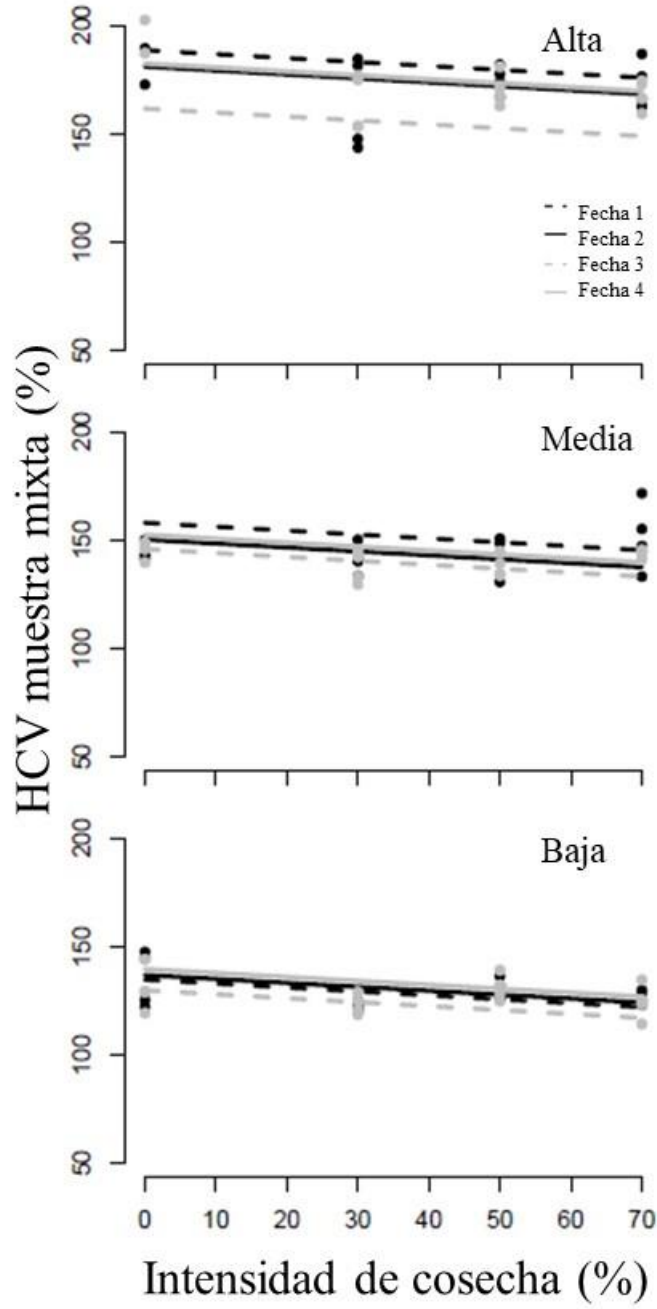 HCV muestra mixta (%)
200
150
100
50
Alta
Fecha 1
Fecha 2
Fecha 3
Fecha 4
200
150
100
50
Media
200
150
100
50
Baja
0 10 20 30 40 50 60 70
Intensidad de cosecha (%)